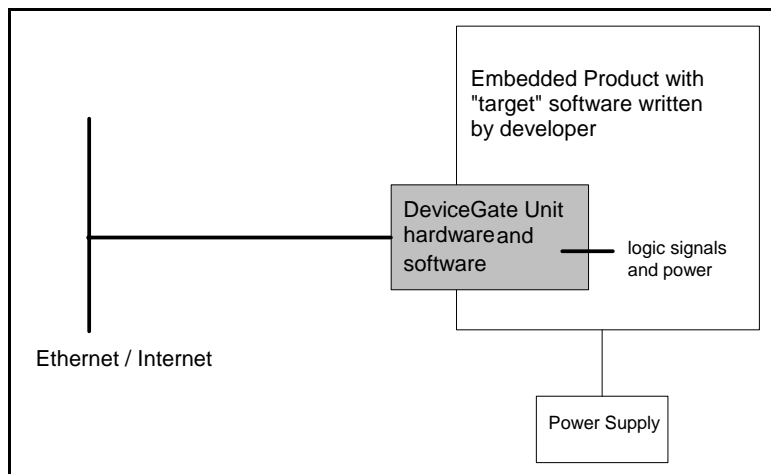 Embedded Product with
"target" software written
by developer
DeviceGate Unit
hardware and
software
logic signals
and power
Ethernet / Internet
Power Supply